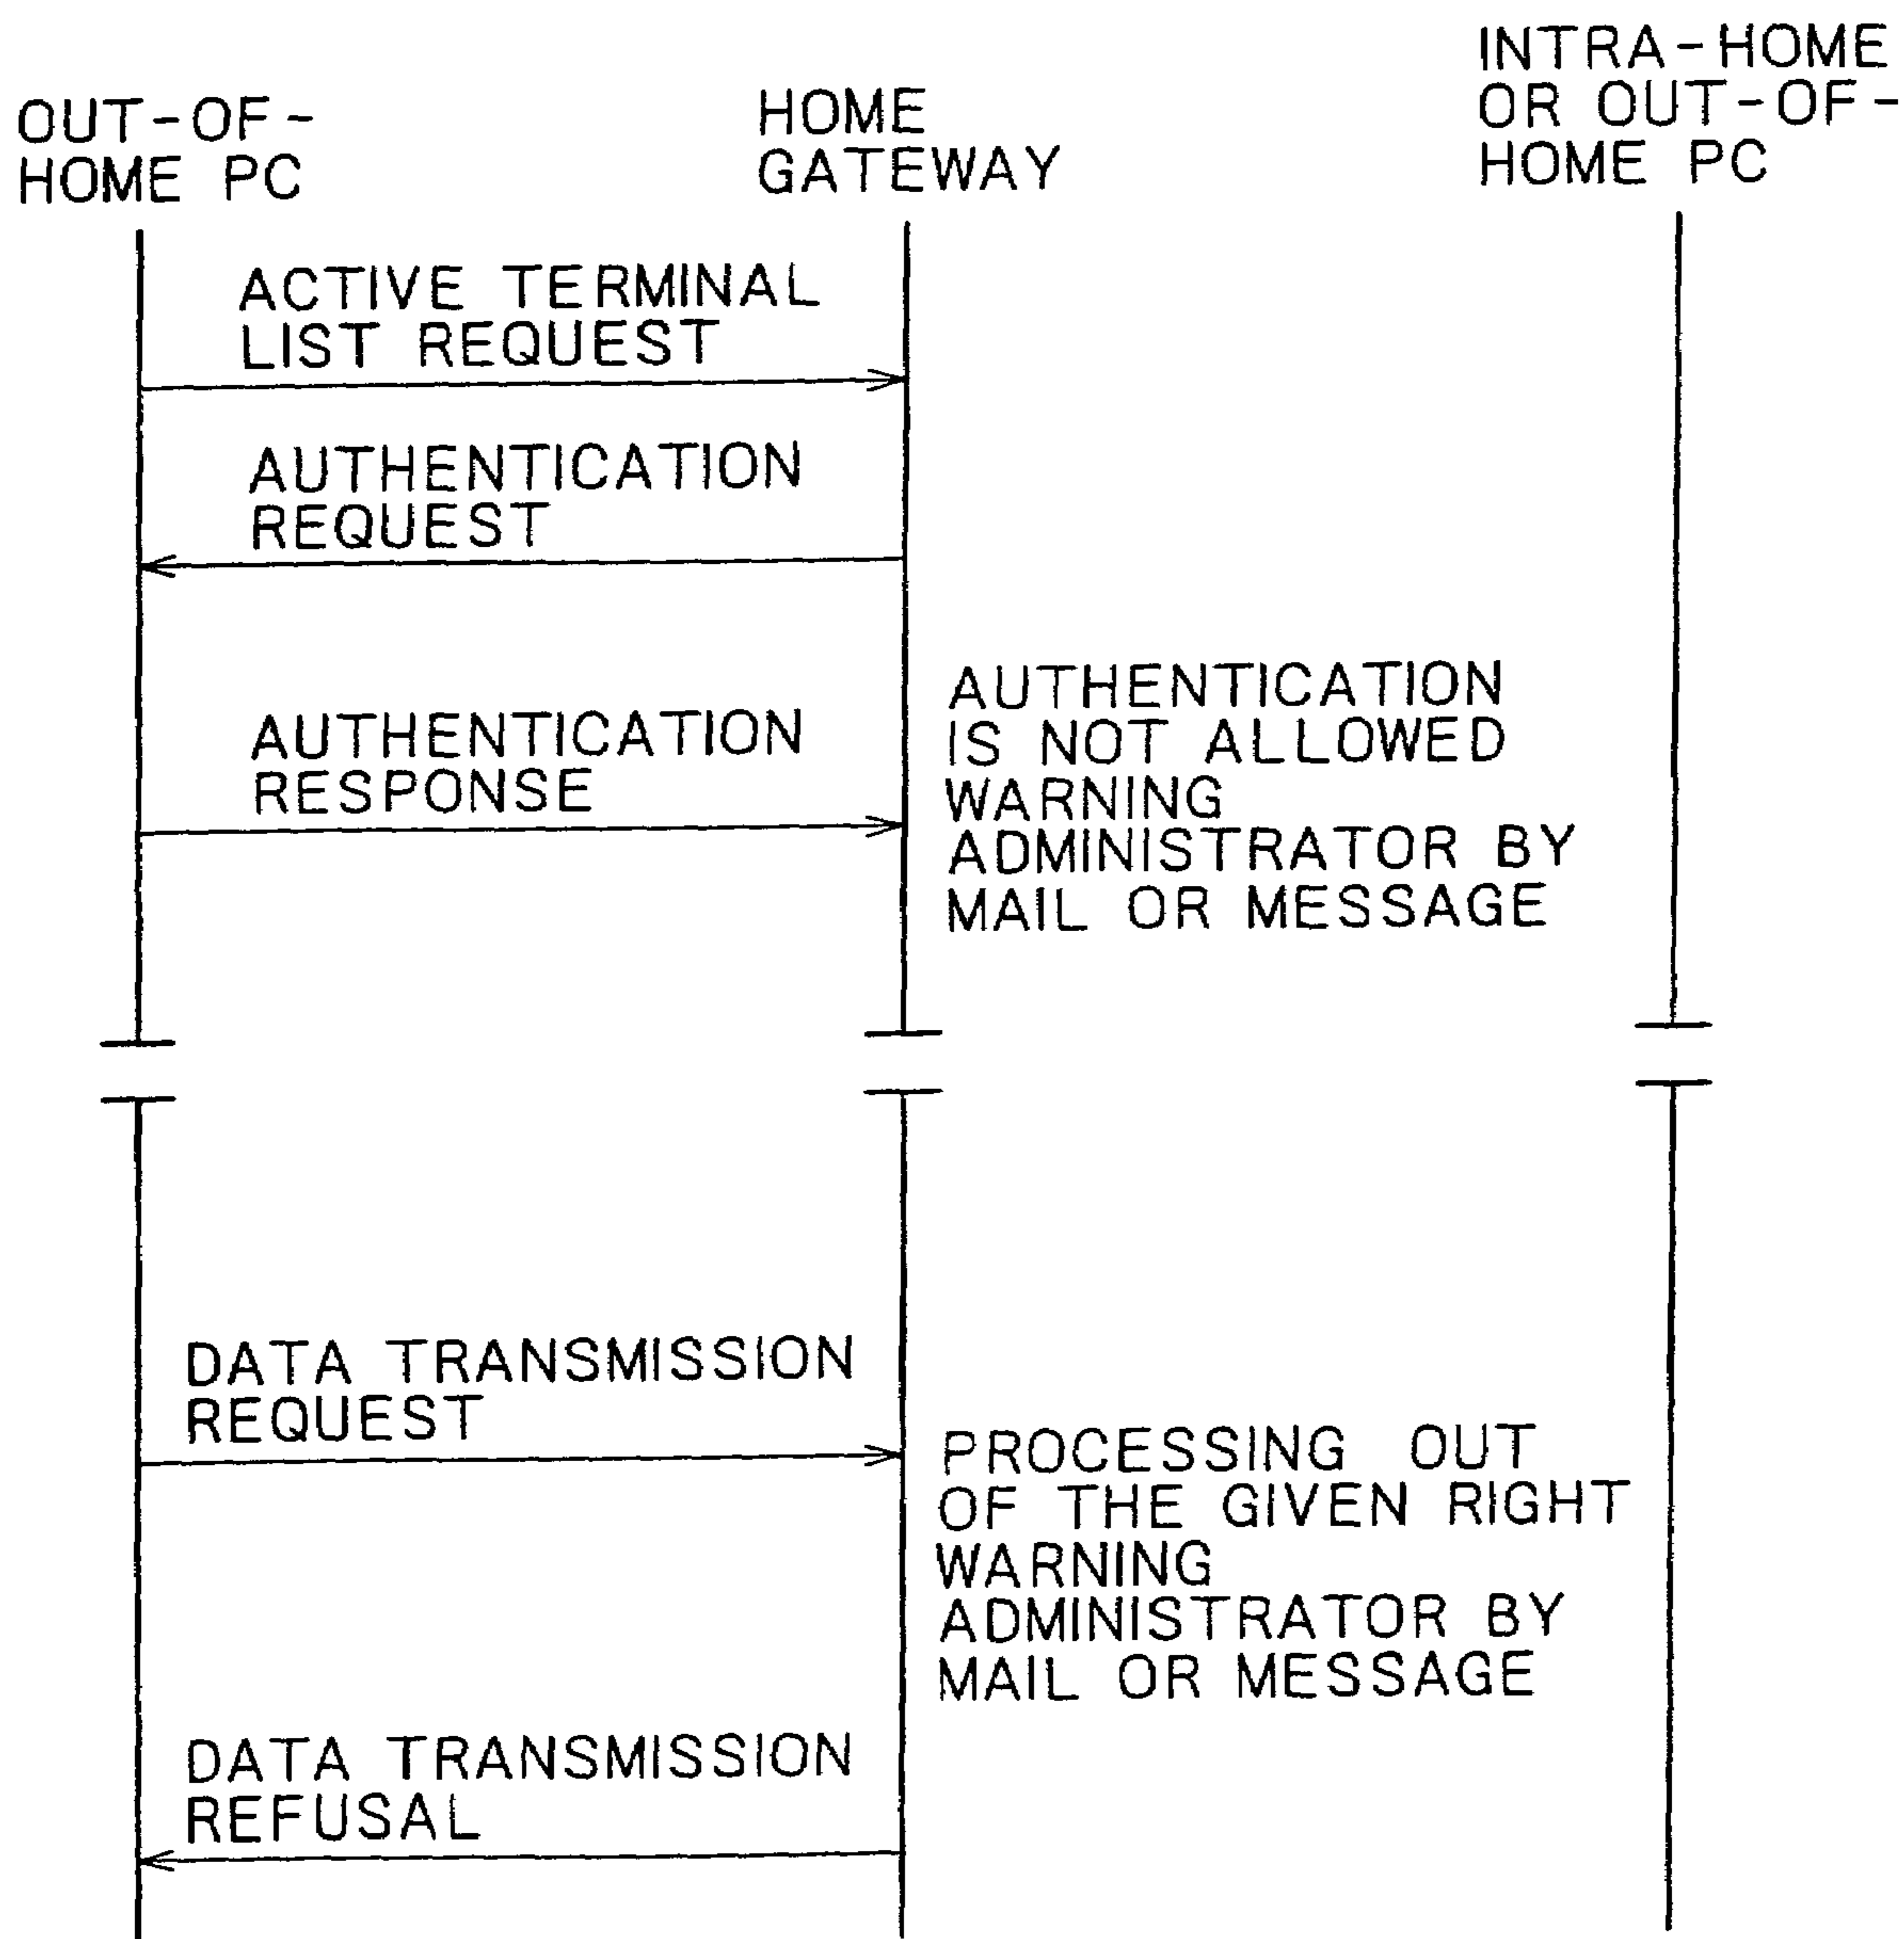 OUT-OF-
HOME PC
HOME
GATEWAY
INTRA-HOME
OR OUT-OF-
HOME PC
ACTIVE TERMINAL
LIST REQUEST
AUTHENTICATION
REQUEST
AUTHENTICATION
RESPONSE
AUTHENTICATION
IS NOT ALLOWED
WARNING
ADMINISTRATOR BY
MAIL OR MESSAGE
DATA TRANSMISSION
REQUEST
PROCESSING OUT
OF THE GIVEN RIGHT
WARNING
ADMINISTRATOR BY
MAIL OR MESSAGE
DATA TRANSMISSION
REFUSAL